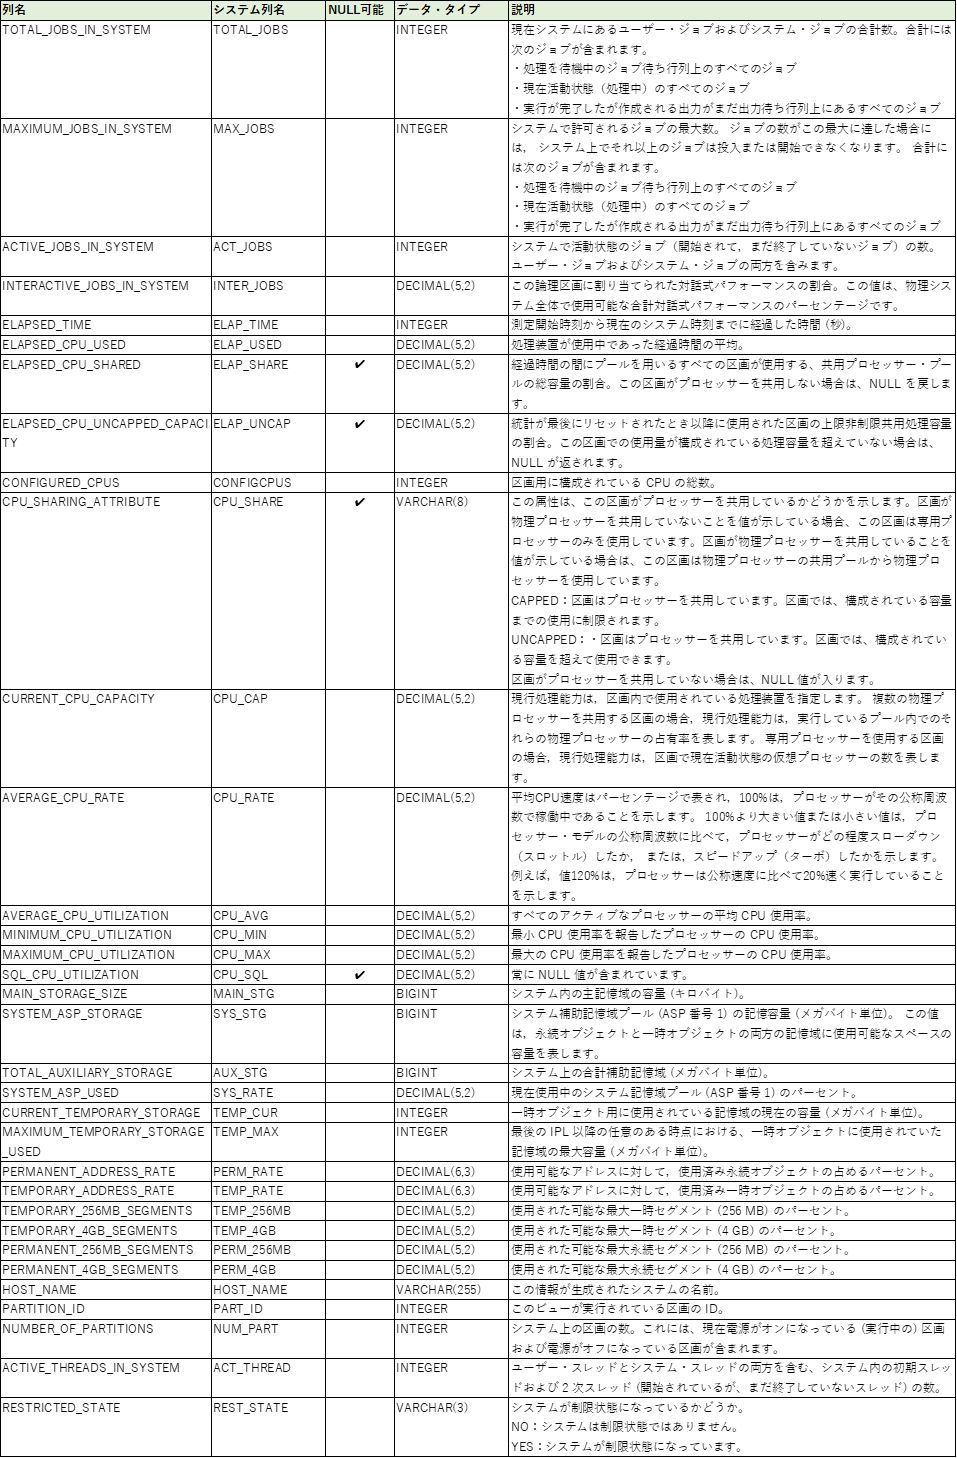 列名 システム列名 NULL可能 データ・タイプ 説明
TOTAL_JOBS_IN_SYSTEM TOTAL_JOBS INTEGER 現在システムにあるユーザー・ジョブおよびシステム・ジョブの合計数。合計には
次のジョブが含まれます。
・処理を待機中のジョブ待ち行列上のすべてのジョブ
・現在活動状態（処理中）のすべてのジョブ
・実行が完了したが作成される出力がまだ出力待ち行列上にあるすべてのジョブ
MAXIMUM_JOBS_IN_SYSTEM MAX_JOBS INTEGER システムで許可されるジョブの最大数。 ジョブの数がこの最大に達した場合に
は， システム上でそれ以上のジョブは投入または開始できなくなります。 合計に
は次のジョブが含まれます。
・処理を待機中のジョブ待ち行列上のすべてのジョブ
・現在活動状態（処理中）のすべてのジョブ
・実行が完了したが作成される出力がまだ出力待ち行列上にあるすべてのジョブ
ACTIVE_JOBS_IN_SYSTEM ACT_JOBS INTEGER システムで活動状態のジョブ（開始されて，まだ終了していないジョブ）の数。
ユーザー・ジョブおよびシステム・ジョブの両方を含みます。
INTERACTIVE_JOBS_IN_SYSTEM INTER_JOBS DECIMAL(5,2) この論理区画に割り当てられた対話式パフォーマンスの割合。この値は、物理シス
テム全体で使用可能な合計対話式パフォーマンスのパーセンテージです。
ELAPSED_TIME ELAP_TIME INTEGER 測定開始時刻から現在のシステム時刻までに経過した時間 (秒)。
ELAPSED_CPU_USED ELAP_USED DECIMAL(5,2) 処理装置が使用中であった経過時間の平均。
ELAPSED_CPU_SHARED ELAP_SHARE ✔ DECIMAL(5,2) 経過時間の間にプールを用いるすべての区画が使用する、共用プロセッサー・プー
ルの総容量の割合。この区画がプロセッサーを共用しない場合は、NULL を戻しま
す。
ELAPSED_CPU_UNCAPPED_CAPACI ELAP_UNCAP ✔ DECIMAL(5,2) 統計が最後にリセットされたとき以降に使用された区画の上限非制限共用処理容量
TY の割合。この区画での使用量が構成されている処理容量を超えていない場合は、
NULL が返されます。
CONFIGURED_CPUS CONFIGCPUS INTEGER 区画用に構成されている CPU の総数。
CPU_SHARING_ATTRIBUTE CPU_SHARE ✔ VARCHAR(8) この属性は、この区画がプロセッサーを共用しているかどうかを示します。区画が
物理プロセッサーを共用していないことを値が示している場合、この区画は専用プ
ロセッサーのみを使用しています。区画が物理プロセッサーを共用していることを
値が示している場合は、この区画は物理プロセッサーの共用プールから物理プロ
セッサーを使用しています。
CAPPED：区画はプロセッサーを共用しています。区画では、構成されている容量
までの使用に制限されます。
UNCAPPED：・区画はプロセッサーを共用しています。区画では、構成されてい
る容量を超えて使用できます。
区画がプロセッサーを共用していない場合は、NULL 値が入ります。
CURRENT_CPU_CAPACITY CPU_CAP DECIMAL(5,2) 現行処理能力は，区画内で使用されている処理装置を指定します。 複数の物理プ
ロセッサーを共用する区画の場合，現行処理能力は，実行しているプール内でのそ
れらの物理プロセッサーの占有率を表します。 専用プロセッサーを使用する区画
の場合，現行処理能力は，区画で現在活動状態の仮想プロセッサーの数を表しま
す。
AVERAGE_CPU_RATE CPU_RATE DECIMAL(5,2) 平均CPU速度はパーセンテージで表され，100%は，プロセッサーがその公称周波
数で稼働中であることを示します。 100%より大きい値または小さい値は，プロ
セッサー・モデルの公称周波数に比べて，プロセッサーがどの程度スローダウン
（スロットル）したか， または，スピードアップ（ターボ）したかを示します。
例えば，値120%は，プロセッサーは公称速度に比べて20%速く実行していること
を示します。
AVERAGE_CPU_UTILIZATION CPU_AVG DECIMAL(5,2) すべてのアクティブなプロセッサーの平均 CPU 使用率。
MINIMUM_CPU_UTILIZATION CPU_MIN DECIMAL(5,2) 最小 CPU 使用率を報告したプロセッサーの CPU 使用率。
MAXIMUM_CPU_UTILIZATION CPU_MAX DECIMAL(5,2) 最大の CPU 使用率を報告したプロセッサーの CPU 使用率。
SQL_CPU_UTILIZATION CPU_SQL ✔ DECIMAL(5,2) 常に NULL 値が含まれています。
MAIN_STORAGE_SIZE MAIN_STG BIGINT システム内の主記憶域の容量 (キロバイト)。
SYSTEM_ASP_STORAGE SYS_STG BIGINT システム補助記憶域プール (ASP 番号 1) の記憶容量 (メガバイト単位)。 この値
は，永続オブジェクトと一時オブジェクトの両方の記憶域に使用可能なスペースの
容量を表します。
TOTAL_AUXILIARY_STORAGE AUX_STG BIGINT システム上の合計補助記憶域 (メガバイト単位)。
SYSTEM_ASP_USED SYS_RATE DECIMAL(5,2) 現在使用中のシステム記憶域プール (ASP 番号 1) のパーセント。
CURRENT_TEMPORARY_STORAGE TEMP_CUR INTEGER 一時オブジェクト用に使用されている記憶域の現在の容量 (メガバイト単位)。
MAXIMUM_TEMPORARY_STORAGE TEMP_MAX INTEGER 最後の IPL 以降の任意のある時点における、一時オブジェクトに使用されていた
_USED 記憶域の最大容量 (メガバイト単位)。
PERMANENT_ADDRESS_RATE PERM_RATE DECIMAL(6,3) 使用可能なアドレスに対して，使用済み永続オブジェクトの占めるパーセント。
TEMPORARY_ADDRESS_RATE TEMP_RATE DECIMAL(6,3) 使用可能なアドレスに対して，使用済み一時オブジェクトの占めるパーセント。
TEMPORARY_256MB_SEGMENTS TEMP_256MB DECIMAL(5,2) 使用された可能な最大一時セグメント (256 MB) のパーセント。
TEMPORARY_4GB_SEGMENTS TEMP_4GB DECIMAL(5,2) 使用された可能な最大一時セグメント (4 GB) のパーセント。
PERMANENT_256MB_SEGMENTS PERM_256MB DECIMAL(5,2) 使用された可能な最大永続セグメント (256 MB) のパーセント。
PERMANENT_4GB_SEGMENTS PERM_4GB DECIMAL(5,2) 使用された可能な最大永続セグメント (4 GB) のパーセント。
HOST_NAME HOST_NAME VARCHAR(255) この情報が生成されたシステムの名前。
PARTITION_ID PART_ID INTEGER このビューが実行されている区画の ID。
NUMBER_OF_PARTITIONS NUM_PART INTEGER システム上の区画の数。これには、現在電源がオンになっている (実行中の) 区画
および電源がオフになっている区画が含まれます。
ACTIVE_THREADS_IN_SYSTEM ACT_THREAD INTEGER ユーザー・スレッドとシステム・スレッドの両方を含む、システム内の初期スレッ
ドおよび 2 次スレッド (開始されているが、まだ終了していないスレッド) の数。
RESTRICTED_STATE REST_STATE VARCHAR(3) システムが制限状態になっているかどうか。
NO：システムは制限状態ではありません。
YES：システムが制限状態になっています。